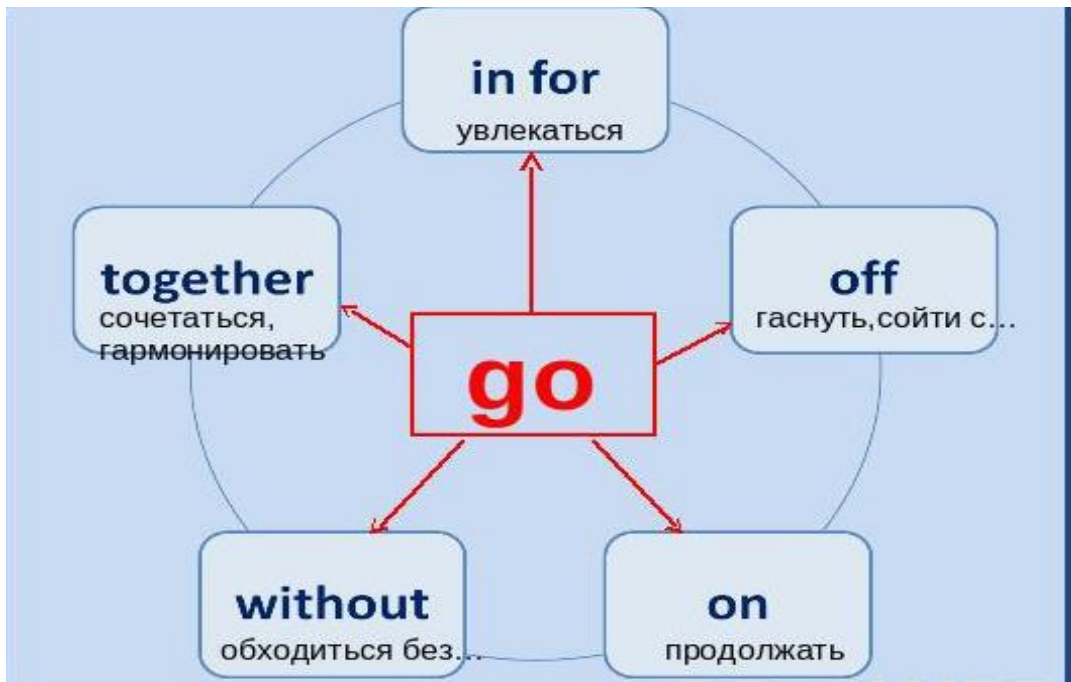 in for
увлекаться
together
сочетаться,
гармонировать
off
гаснуть,сойти с...
go
without
обходиться без...
on
продолжать